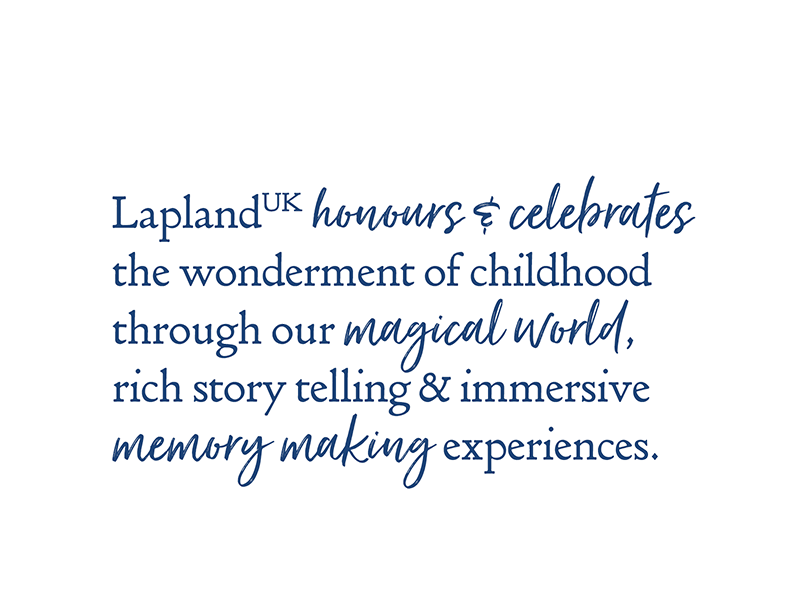 LaplandUK honours & celebrates
the wonderment of childhood
through our magical world,
rich story telling & immersive
memory making experiences.